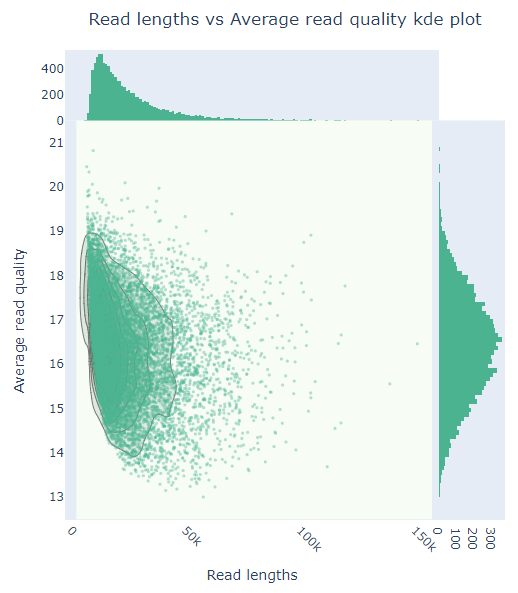 Read lengths vs Average read quality kde plot
400
200
0
21
20
19
18
17
16
15
14
13
Average read quality
0
50k
100k
150k
0
100
200
300
Read lengths